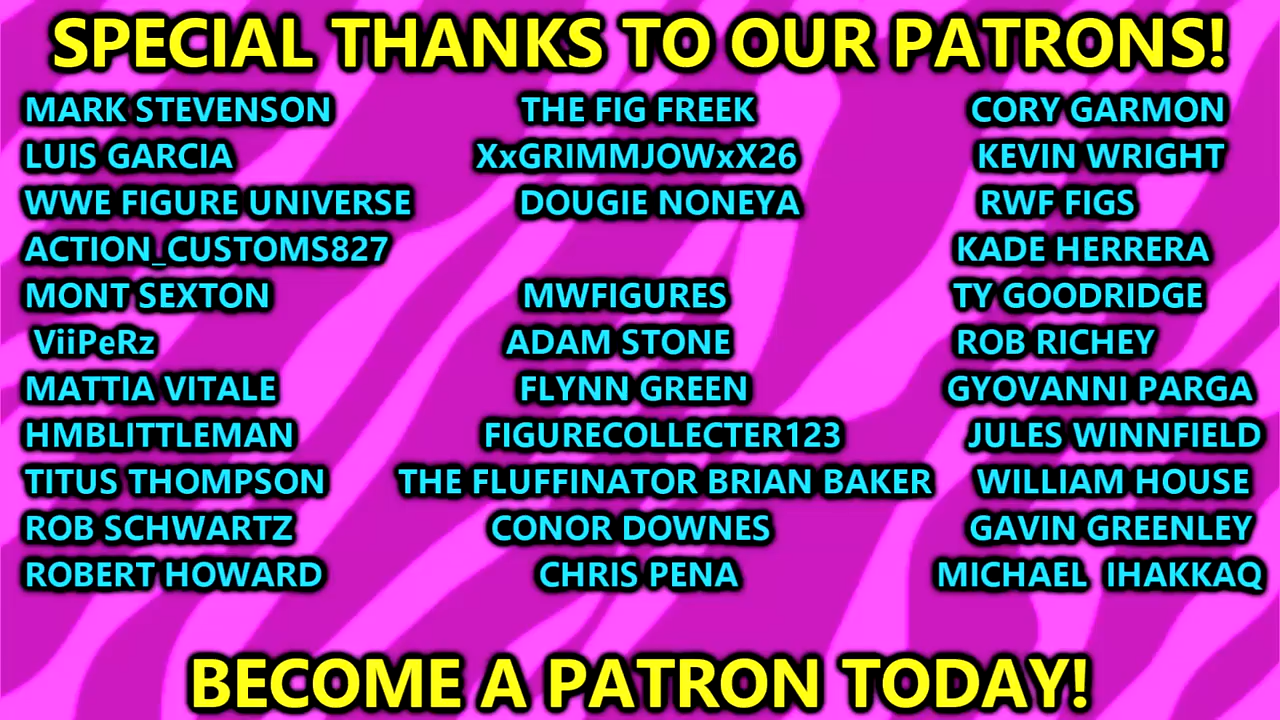 SPECIAL THANKS TO OUR PATRONS!
MARK STEVENSON THE FIG FREEK CORY GARMON
LUIS GARCIA XxGRIMMJOWxX26 KEVIN WRIGHT
WWE FIGURE UNIVERSE DOUGIE NONEYA RWF FIGS
ACTION_CUSTOMS827 KADE HERRERA
MONT SEXTON MWFIGURES TY GOODRIDGE
ViiPeRz ADAM STONE ROB RICHEY
MATTIA VITALE FLYNN GREEN GYOVANNI PARGA
HMBLITTLEMAN FIGURECOLLECTER123 JULES WINNFIELD
TITUS THOMPSON THE FLUFFINATOR BRIAN BAKER WILLIAM HOUSE
ROB SCHWARTZ CONOR DOWNES GAVIN GREENLEY
ROBERT HOWARD CHRIS PENA MICHAEL IHAKKAQ
BECOME A PATRON TODAY!